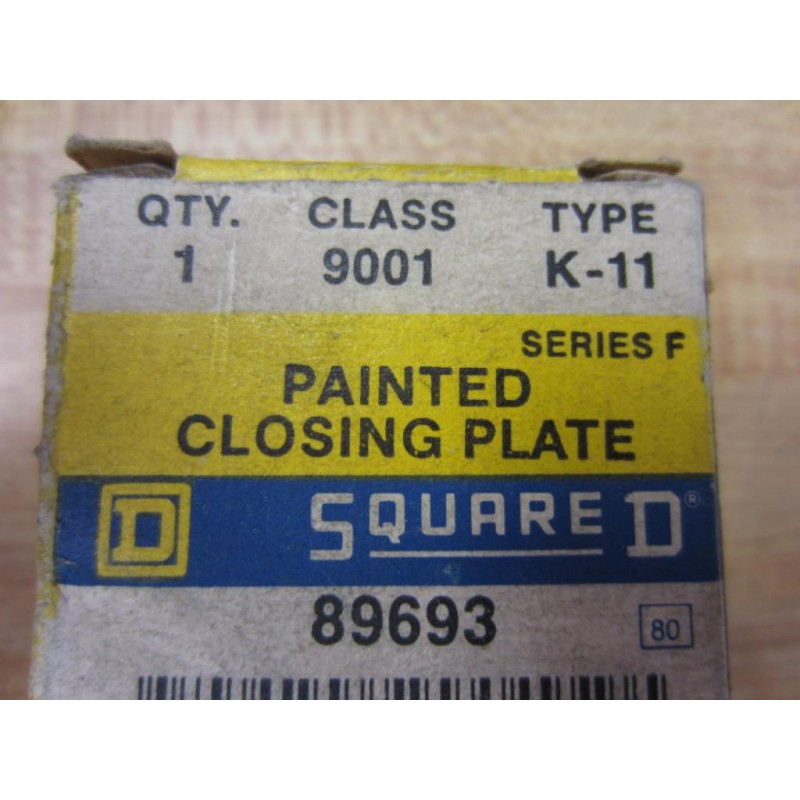 QTY. CLASS TYPE
1 9001 K-11
SERIES F
PAINTED
CLOSING PLATE
D SQUARE D®
89693
80